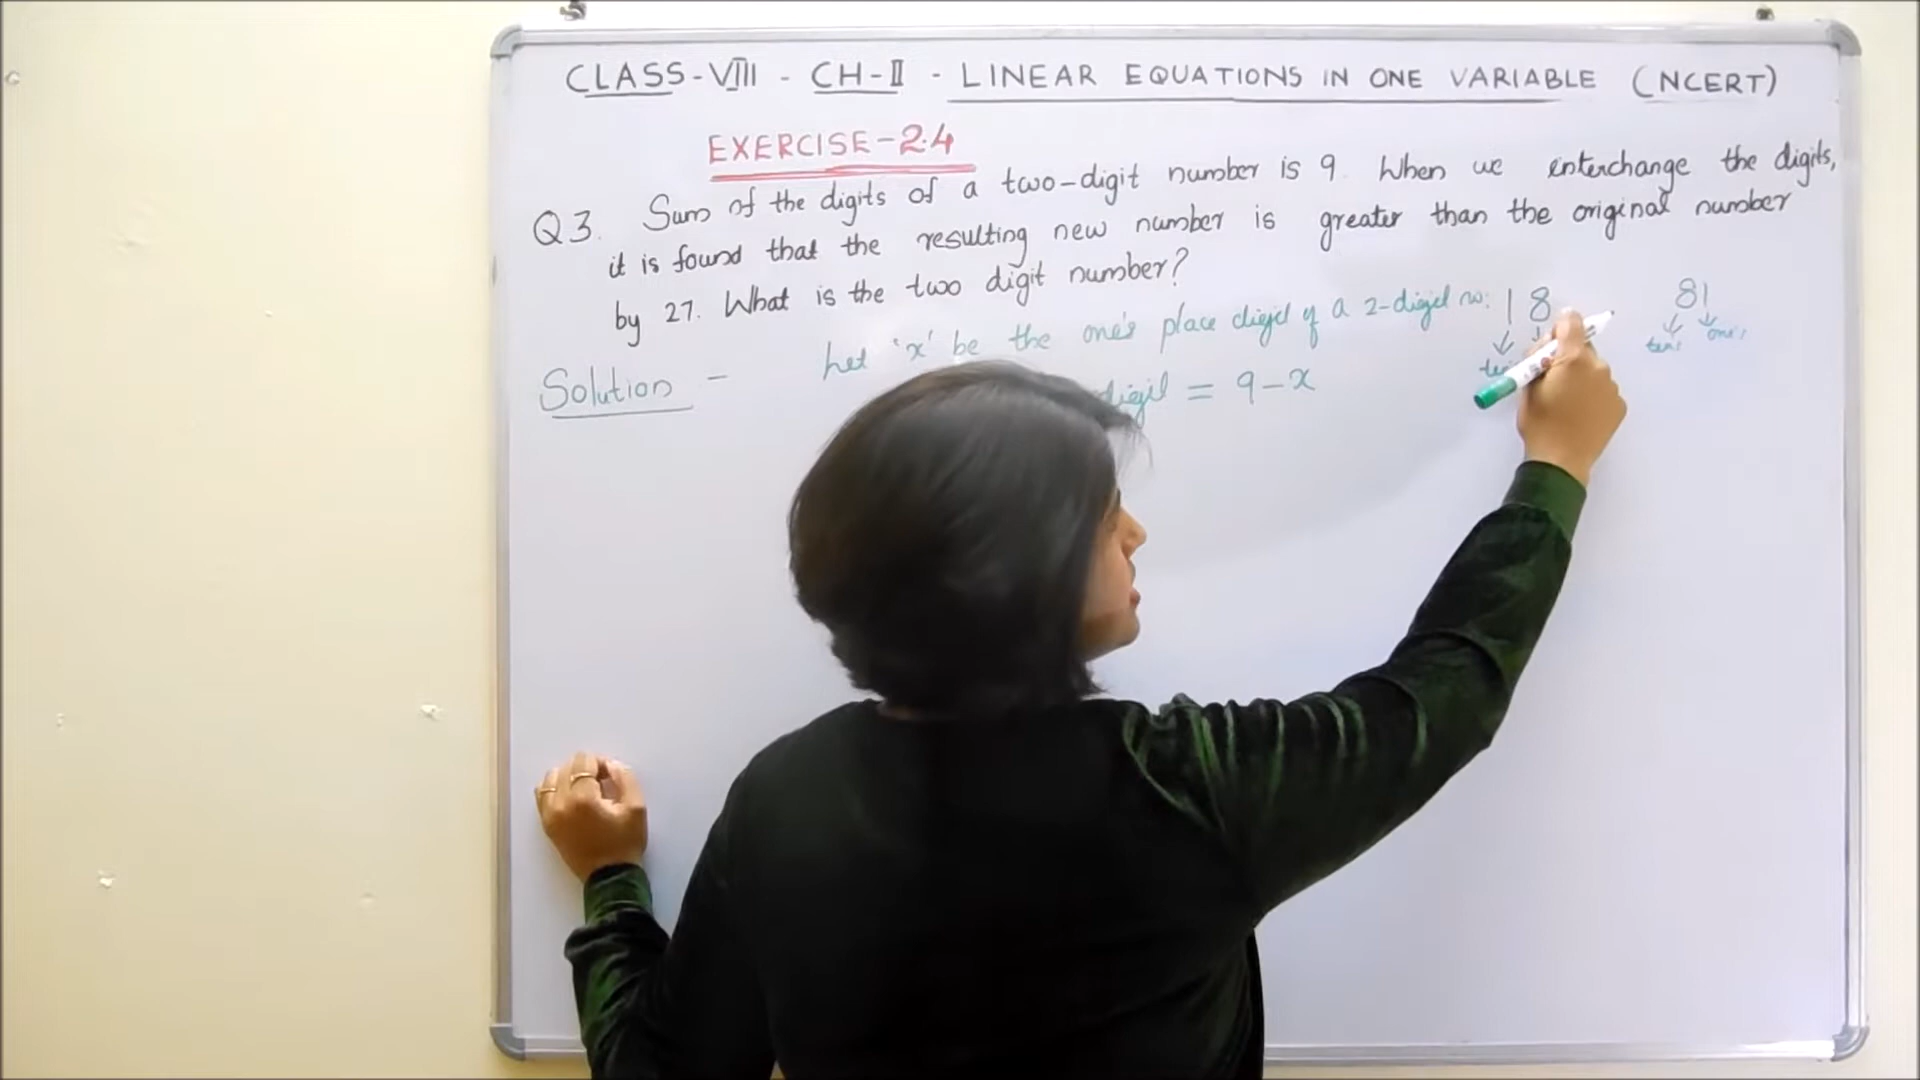 CLASS-VIII - CH-II - LINEAR EQUATIONS IN ONE VARIABLE (NCERT)
EXERCISE-2.4
Q3. Sum of the digits of a two-digit number is 9. When we interchange the digits,
it is found that the resulting new number is greater than the original number
by 27. What is the two digit number?
Solution - Let 'x' be the one's place digit of a 2-digit no:
digit = 9-x
18
81
ten's one's